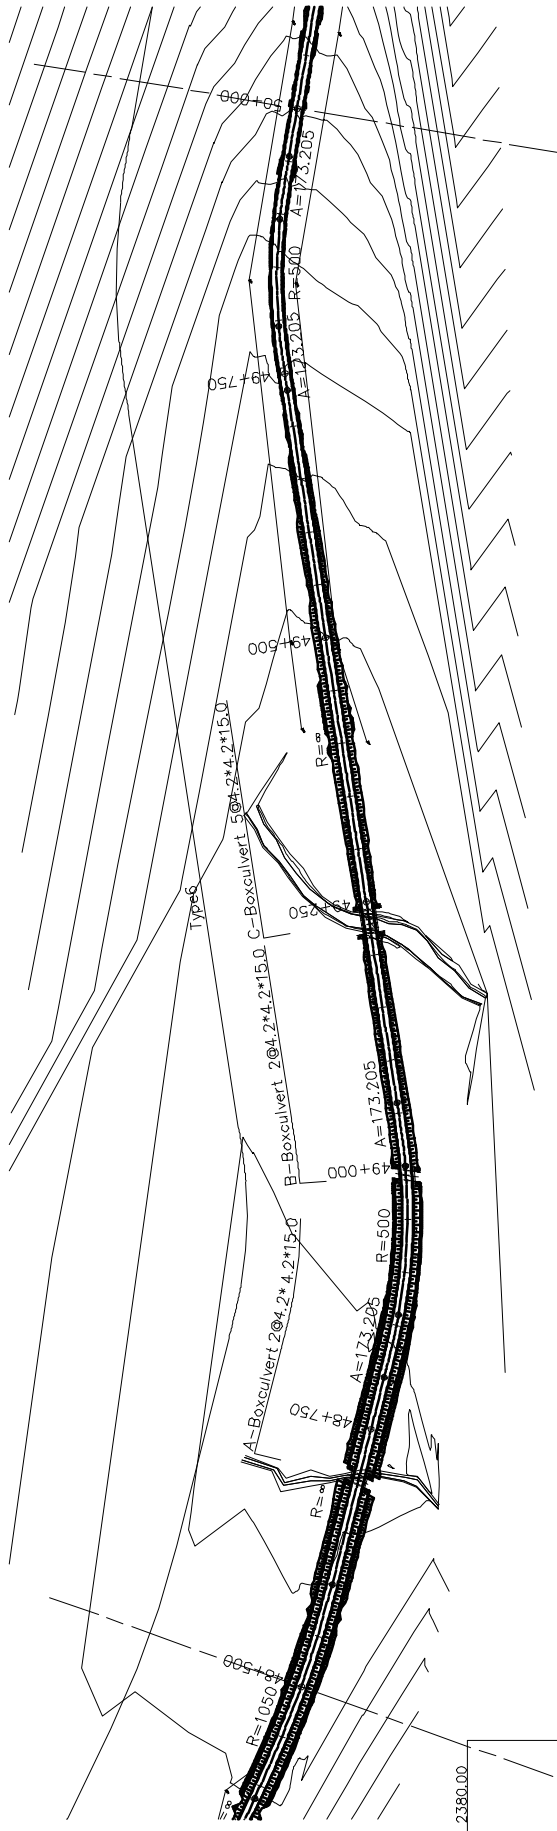 50+000
A=173.205
R=500
A=173.205
49+750
49+500
R=∞
Type6
C-Boxculvert 5@4.2*4.2*15.0
49+250
B-Boxculvert 2@4.2*4.2*15.0
A=173.205
49+000
R=500
A-Boxculvert 2@4.2*4.2*15.0
A=173.205
48+750
R=∞
48+500
R=1050
=∞
2380.00